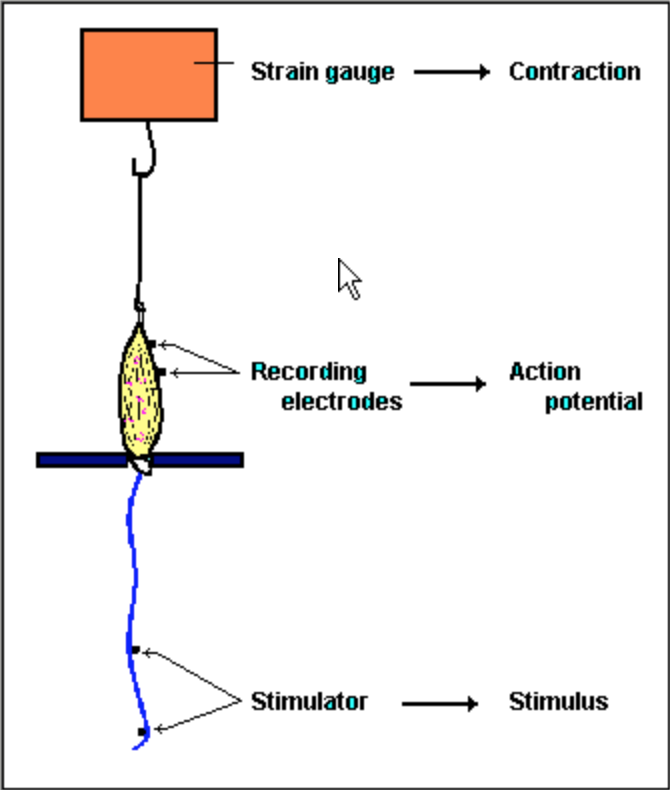 Strain gauge Contraction
Recording Action
electrodes potential
Stimulator Stimulus